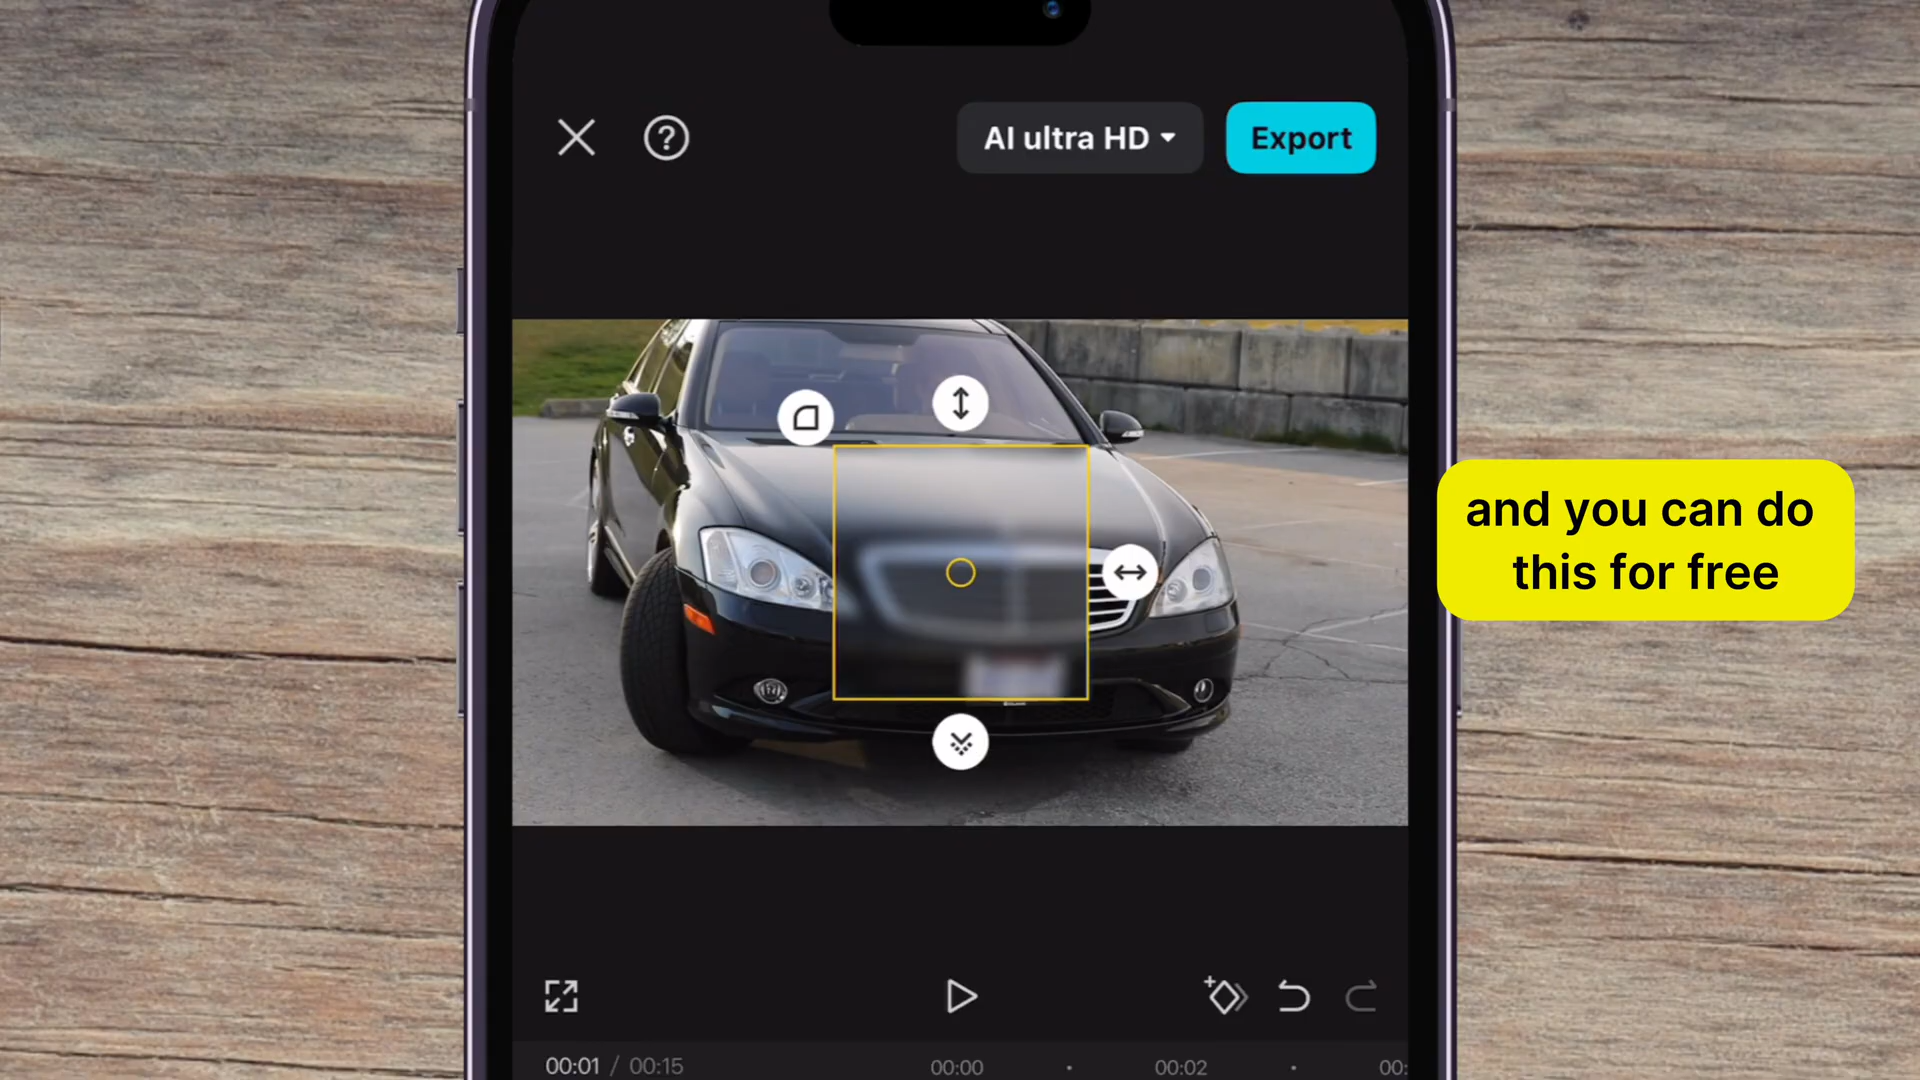 AI ultra HD
Export
and you can do
this for free
00:01 / 00:15
00:00
00:02
00: